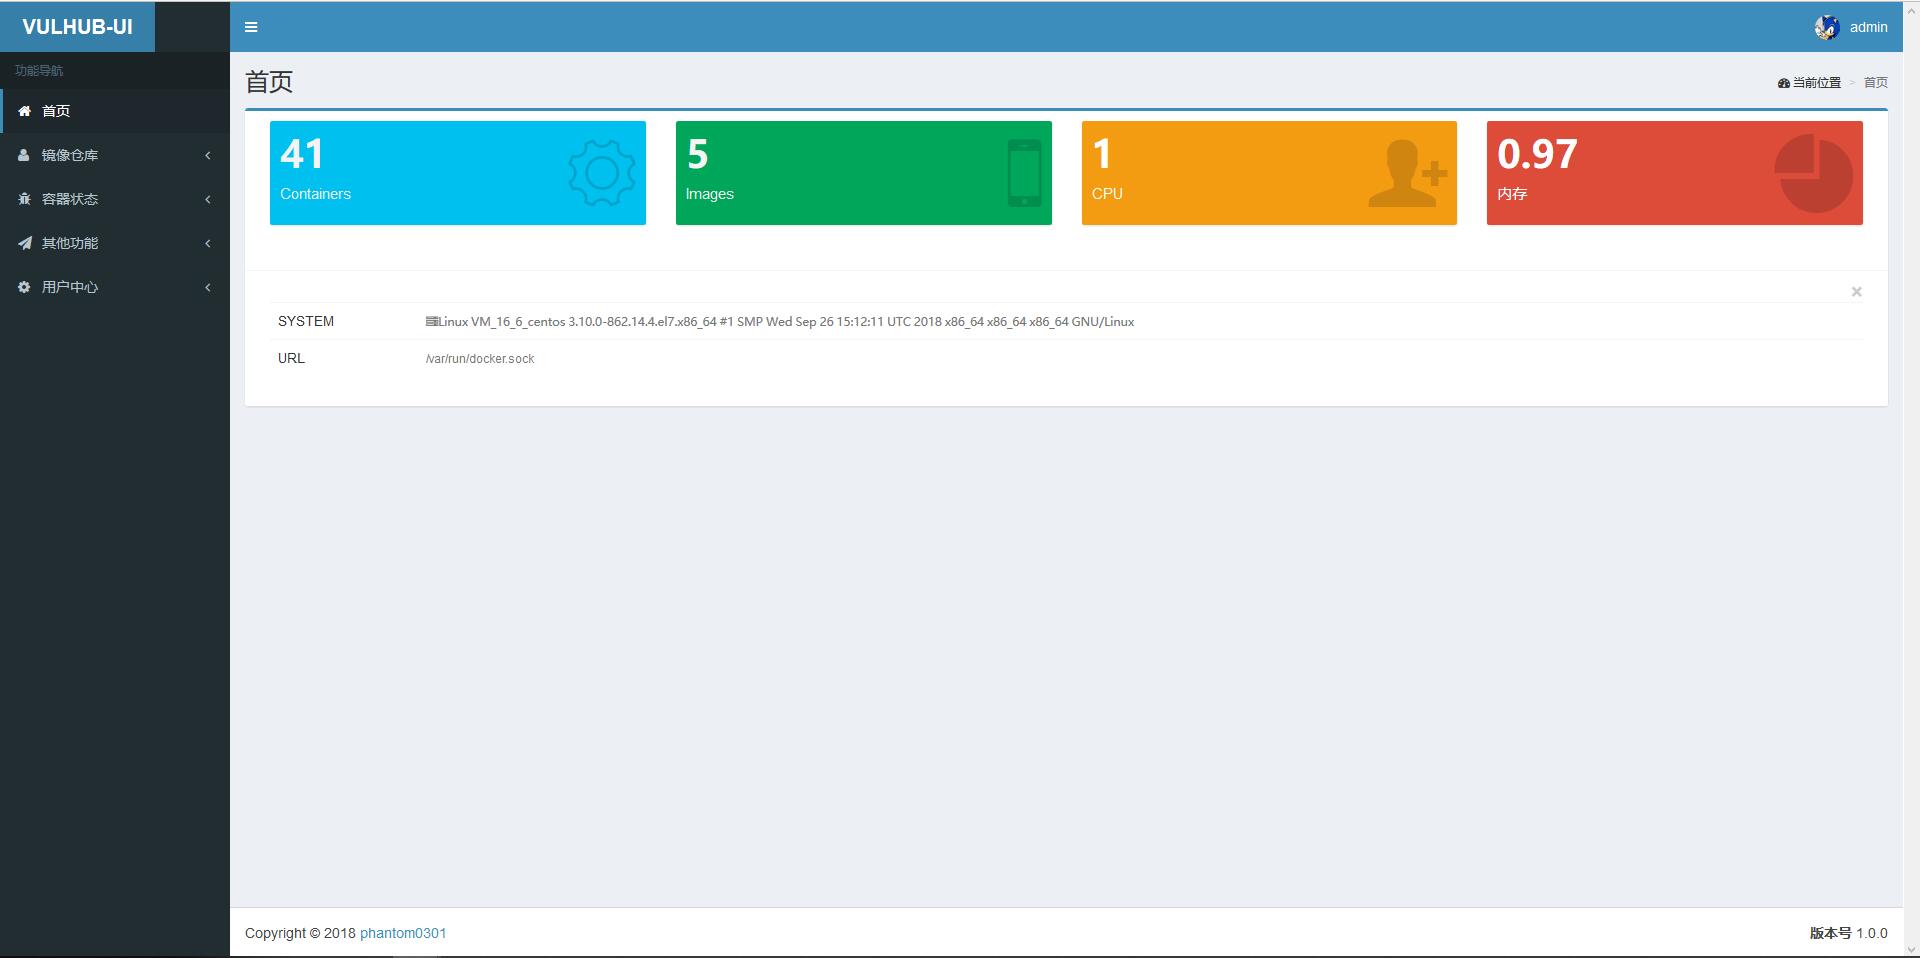 VULHUB-UI
admin
功能导航
首页
镜像仓库
容器状态
其他功能
用户中心
首页
当前位置 > 首页
41
Containers
5
Images
1
CPU
0.97
内存
×
SYSTEM Linux VM_16_6_centos 3.10.0-862.14.4.el7.x86_64 #1 SMP Wed Sep 26 15:12:11 UTC 2018 x86_64 x86_64 x86_64 GNU/Linux
URL /var/run/docker.sock
Copyright © 2018 phantom0301
版本号 1.0.0